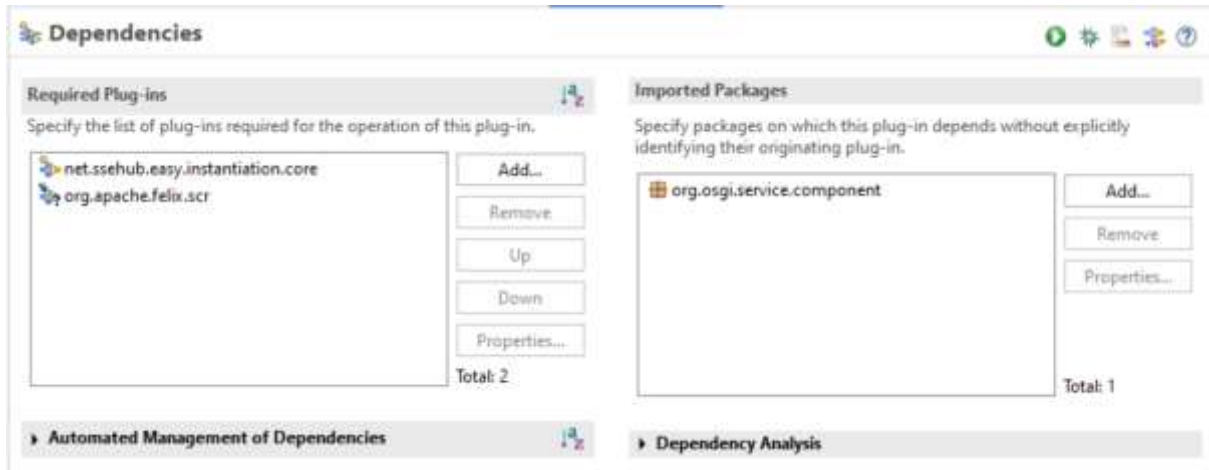 Dependencies
Required Plug-ins
Specify the list of plug-ins required for the operation of this plug-in.
net.ssehub.easy.instantiation.core
org.apache.felix.scr
Add...
Remove
Up
Down
Properties...
Total: 2
Automated Management of Dependencies
Imported Packages
Specify packages on which this plug-in depends without explicitly
identifying their originating plug-in.
org.osgi.service.component
Add...
Remove
Properties...
Total: 1
Dependency Analysis